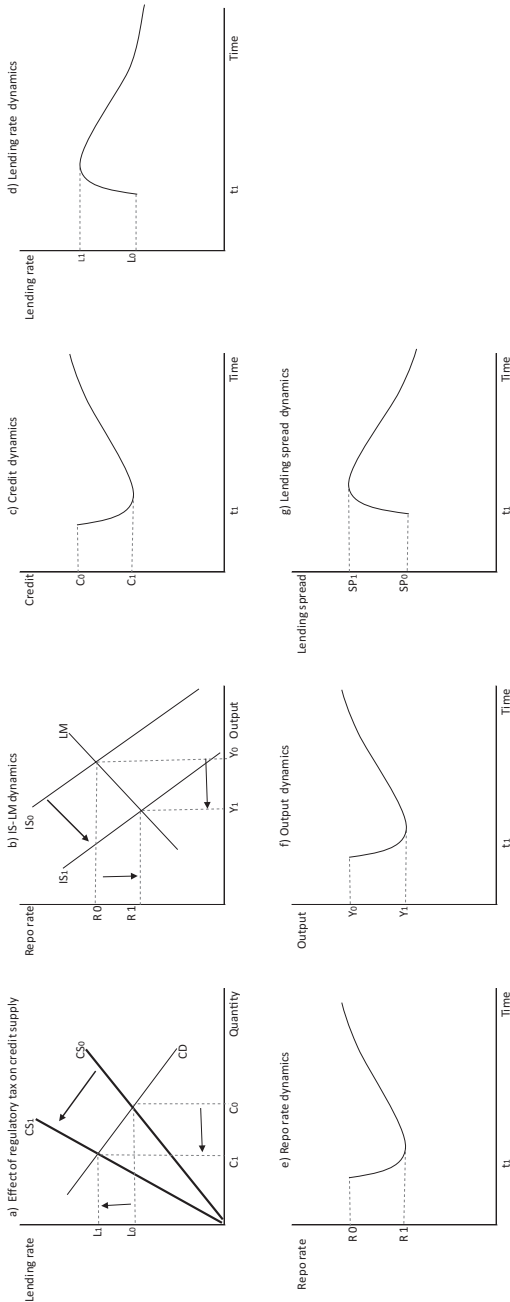 a) Effect of regulatory tax on credit supply
Lending rate
CS1
CS0
CD
L1
L0
C1
C0
Quantity
b) IS-LM dynamics
Repo rate
IS0
LM
IS1
R 0
R 1
Y1
Y0
Output
c) Credit dynamics
Credit
C0
C1
t1
Time
d) Lending rate dynamics
Lending rate
L1
L0
t1
Time
e) Repo rate dynamics
Repo rate
R 0
R 1
t1
Time
f) Output dynamics
Output
Y0
Y1
t1
Time
g) Lending spread dynamics
Lending spread
SP1
SP0
t1
Time